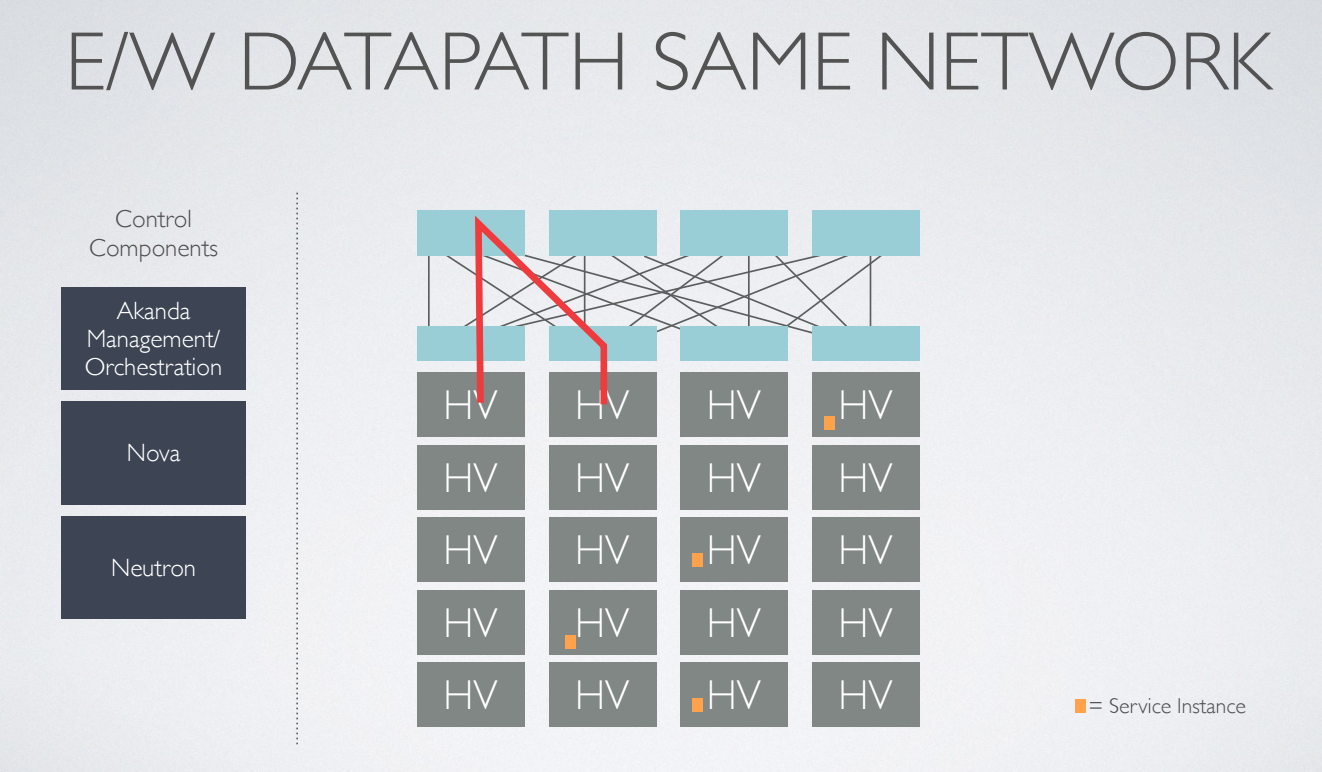 E/W DATAPATH SAME NETWORK
Control
Components
Akanda
Management/
Orchestration
Nova
Neutron
HV HV HV HV
HV HV HV HV
HV HV HV HV
HV HV HV HV
HV HV HV HV
= Service Instance